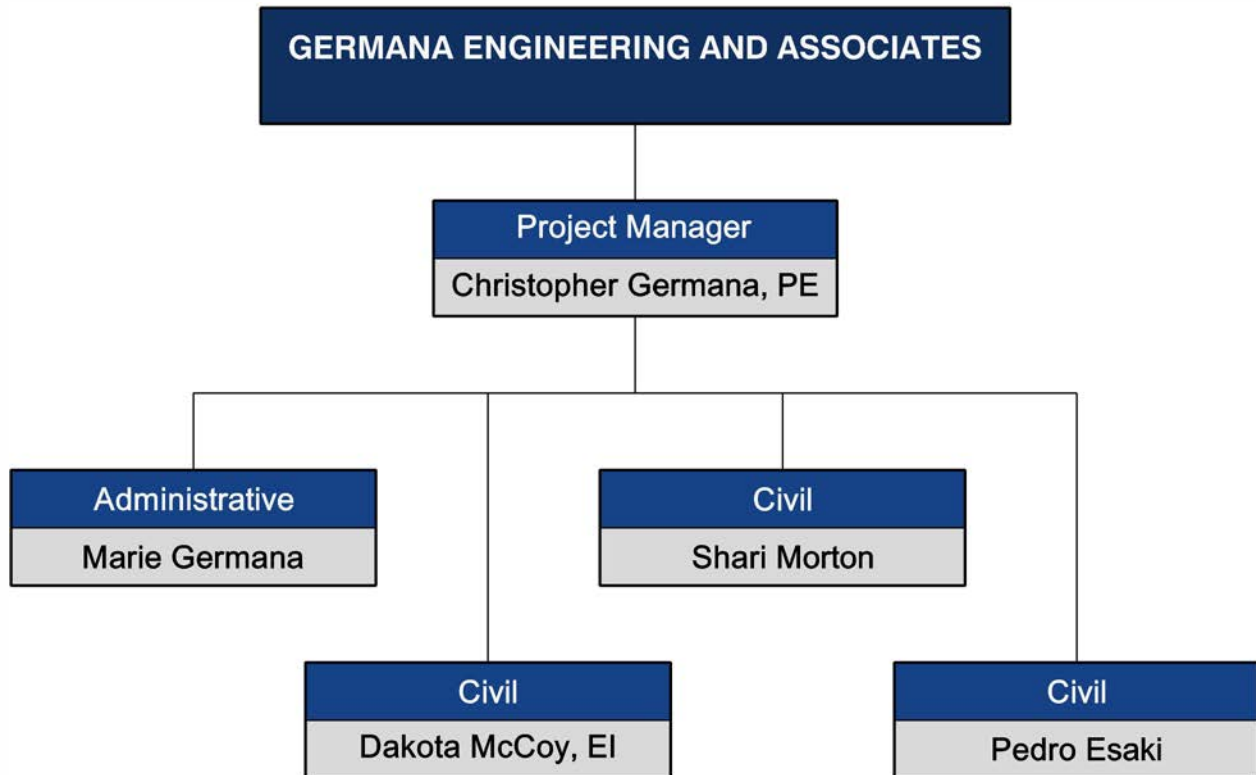 GERMANA ENGINEERING AND ASSOCIATES
Project Manager
Christopher Germana, PE
Administrative
Marie Germana
Civil
Shari Morton
Civil
Dakota McCoy, EI
Civil
Pedro Esaki